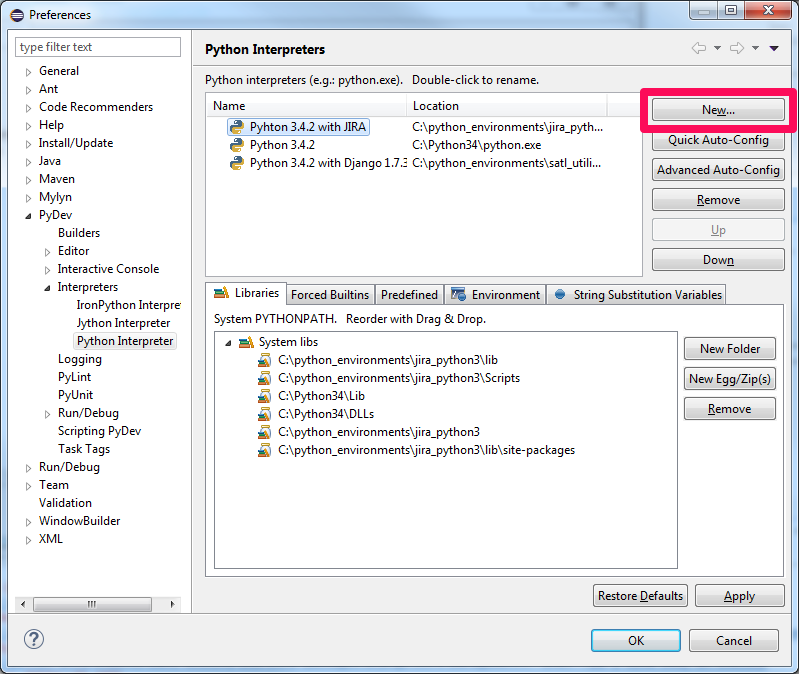 Preferences
type filter text
General
Ant
Code Recommenders
Help
Install/Update
Java
Maven
Mylyn
PyDev
Builders
Editor
Interactive Console
Interpreters
IronPython Interpre
Jython Interpreter
Python Interpreter
Logging
PyLint
PyUnit
Run/Debug
Scripting PyDev
Task Tags
Run/Debug
Team
Validation
WindowBuilder
XML
Python Interpreters
Python interpreters (e.g.: python.exe).   Double-click to rename.
Name Location
Pyhton 3.4.2 with JIRA C:\python_environments\jira_pyth...
Python 3.4.2 C:\Python34\python.exe
Python 3.4.2 with Django 1.7.3 C:\python_environments\satl_utili...
New...
Quick Auto-Config
Advanced Auto-Config
Remove
Up
Down
Libraries Forced Builtins Predefined Environment String Substitution Variables
System PYTHONPATH.   Reorder with Drag & Drop.
System libs
C:\python_environments\jira_python3\lib
C:\python_environments\jira_python3\Scripts
C:\Python34\Lib
C:\Python34\DLLs
C:\python_environments\jira_python3
C:\python_environments\jira_python3\lib\site-packages
New Folder
New Egg/Zip(s)
Remove
Restore Defaults Apply
? OK Cancel